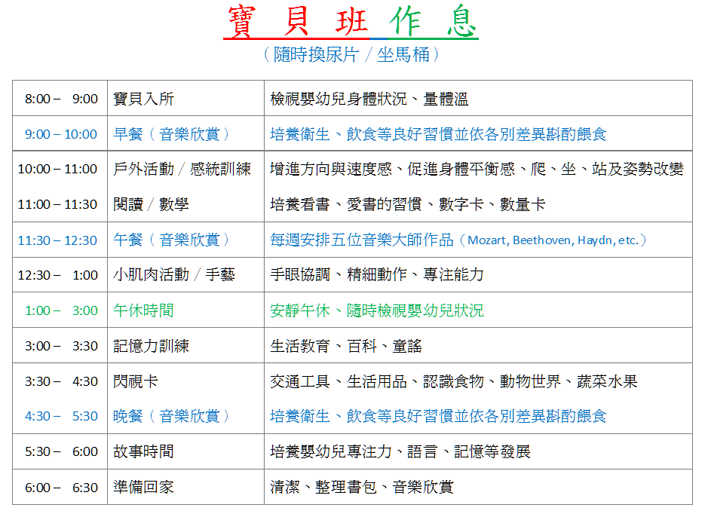 寶貝班作息
（隨時換尿片／坐馬桶）
8:00 – 9:00 寶貝入所 檢視嬰幼兒身體狀況、量體溫
9:00 – 10:00 早餐（音樂欣賞） 培養衛生、飲食等良好習慣並依各別差異斟酌餵食
10:00 – 11:00 戶外活動／感統訓練 增進方向與速度感、促進身體平衡感、爬、坐、站及姿勢改變
11:00 – 11:30 閱讀／數學 培養看書、愛書的習慣、數字卡、數量卡
11:30 – 12:30 午餐（音樂欣賞） 每週安排五位音樂大師作品（Mozart, Beethoven, Haydn, etc.）
12:30 – 1:00 小肌肉活動／手藝 手眼協調、精細動作、專注能力
1:00 – 3:00 午休時間 安靜午休、隨時檢視嬰幼兒狀況
3:00 – 3:30 記憶力訓練 生活教育、百科、童謠
3:30 – 4:30 閃視卡 交通工具、生活用品、認識食物、動物世界、蔬菜水果
4:30 – 5:30 晚餐（音樂欣賞） 培養衛生、飲食等良好習慣並依各別差異斟酌餵食
5:30 – 6:00 故事時間 培養嬰幼兒專注力、語言、記憶等發展
6:00 – 6:30 準備回家 清潔、整理書包、音樂欣賞